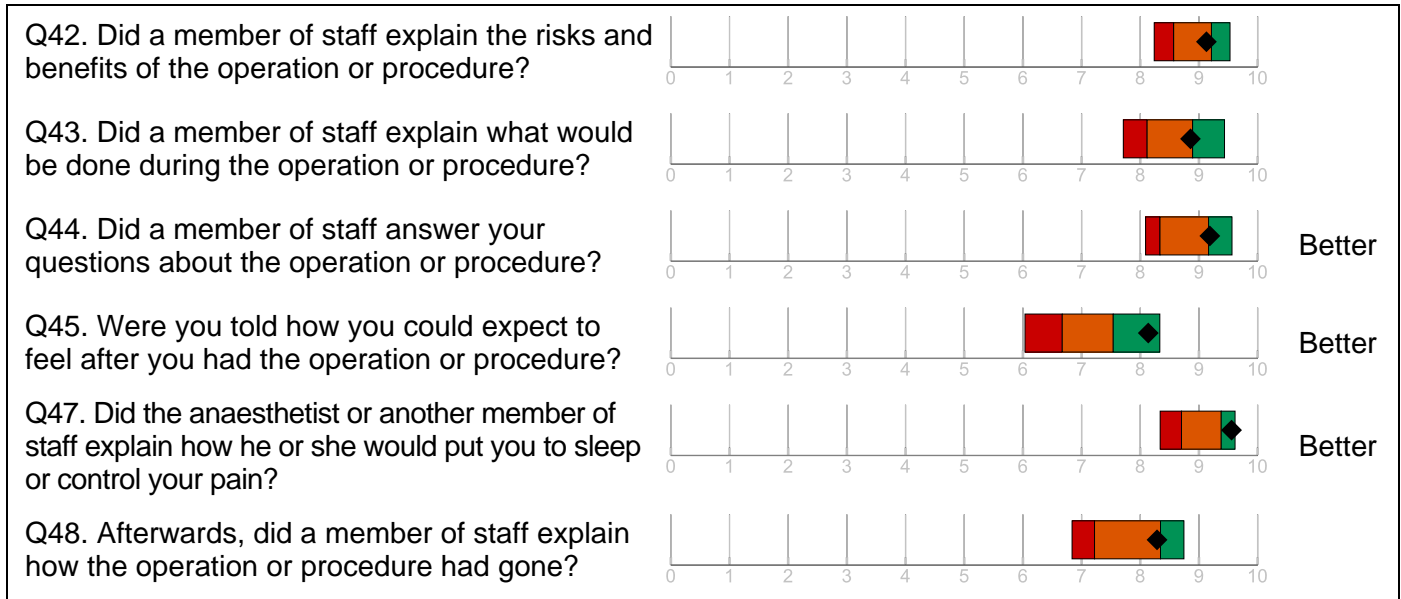 Q42. Did a member of staff explain the risks and
benefits of the operation or procedure?
0 1 2 3 4 5 6 7 8 9 10
Q43. Did a member of staff explain what would
be done during the operation or procedure?
0 1 2 3 4 5 6 7 8 9 10
Q44. Did a member of staff answer your
questions about the operation or procedure?
Better
0 1 2 3 4 5 6 7 8 9 10
Q45. Were you told how you could expect to
feel after you had the operation or procedure?
Better
0 1 2 3 4 5 6 7 8 9 10
Q47. Did the anaesthetist or another member of
staff explain how he or she would put you to sleep
or control your pain?
Better
0 1 2 3 4 5 6 7 8 9 10
Q48. Afterwards, did a member of staff explain
how the operation or procedure had gone?
0 1 2 3 4 5 6 7 8 9 10